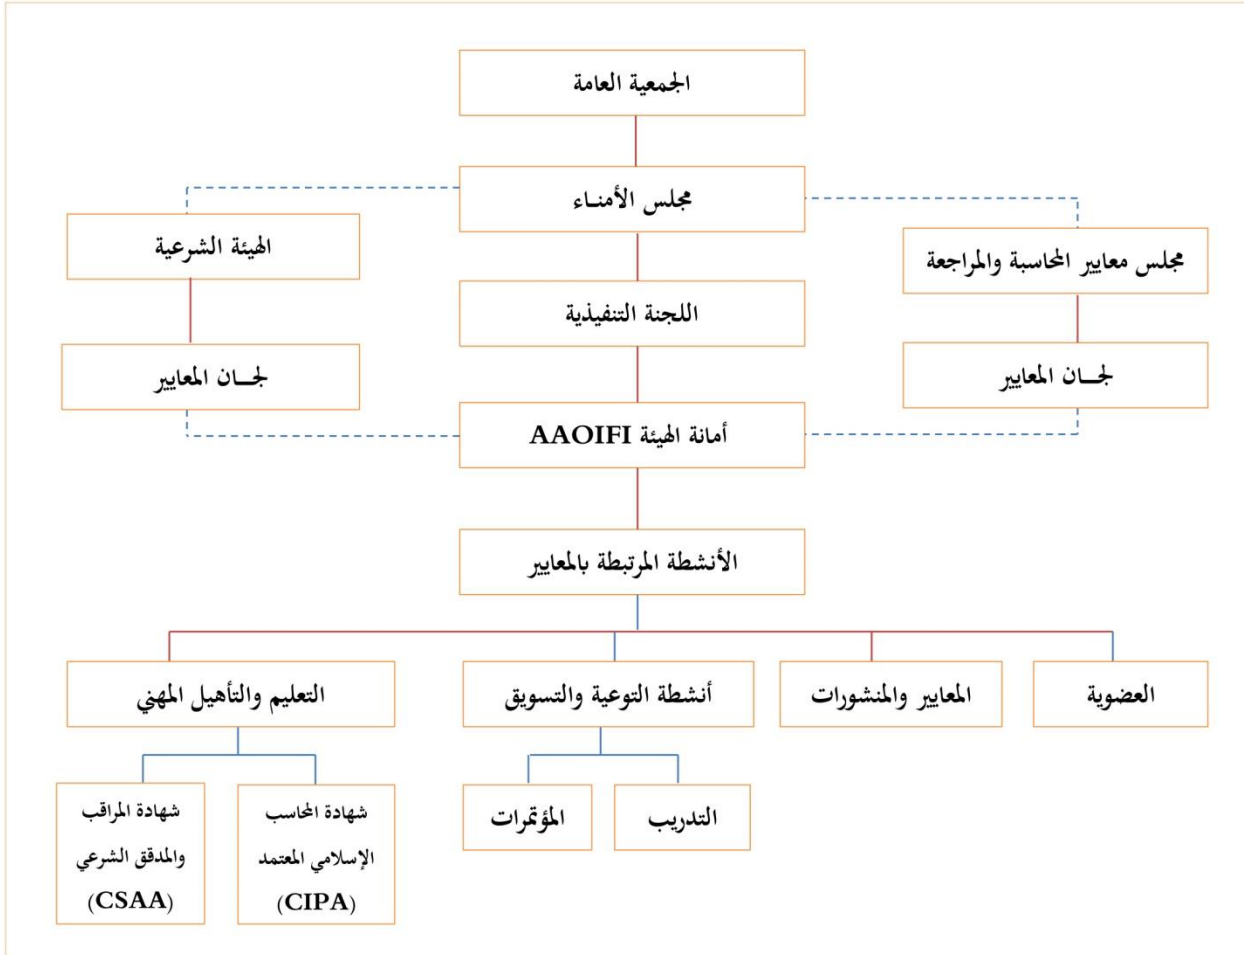 الجمعية العامة
مجلس الأمنـاء
الهيئة الشرعية
مجلس معايير المحاسبة والمراجعة
اللجنة التنفيذية
لجـــان المعايير
لجـــان المعايير
أمانة الهيئة AAOIFI
الأنشطة المرتبطة بالمعايير
العضوية
المعايير والمنشورات
أنشطة التوعية والتسويق
التعليم والتأهيل المهني
التدريب
المؤتمرات
شهادة المحاسب
الإسلامي المعتمد
(CIPA)
شهادة المراقب
والمدقق الشرعي
(CSAA)